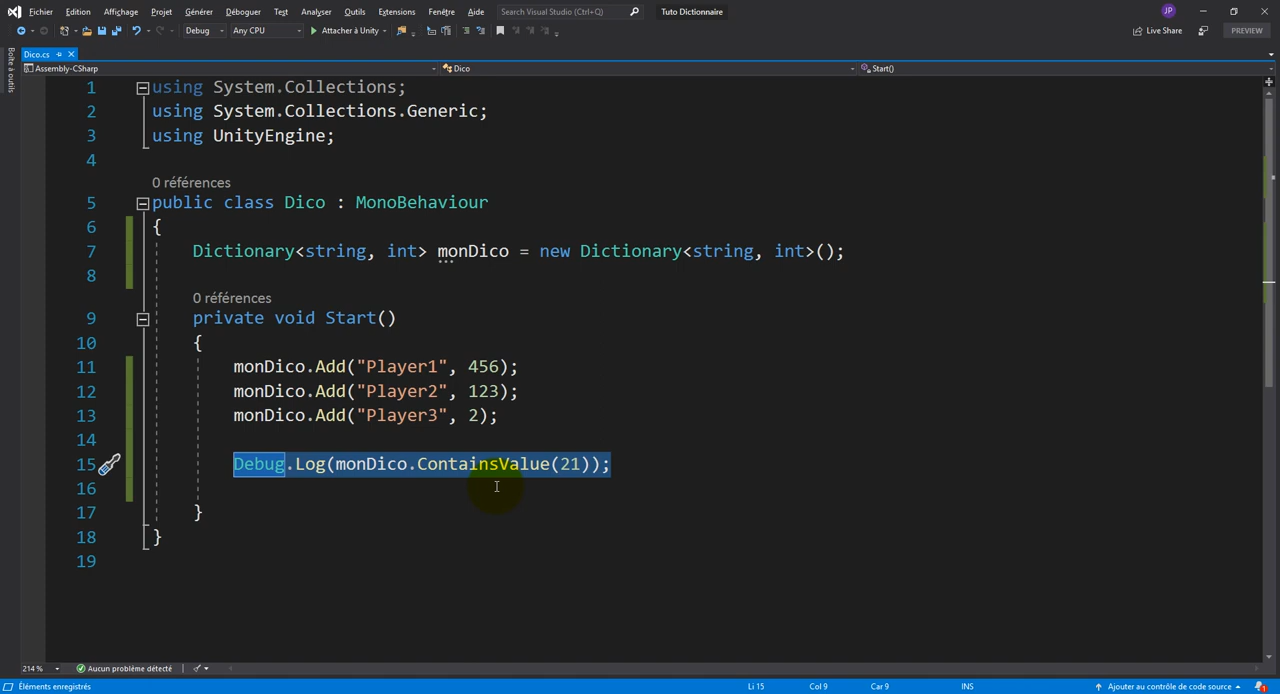 Fichier Edition Affichage Projet Générer Déboguer Test Analyser Outils Extensions Fenêtre Aide Search Visual Studio (Ctrl+Q) Tuto Dictionnaire JP
Debug Any CPU Attacher à Unity Live Share PREVIEW
Boîte à outils
Dico.cs
Assembly-CSharp Dico Start()
1 using System.Collections;
2 using System.Collections.Generic;
3 using UnityEngine;
4
0 références
5 public class Dico : MonoBehaviour
6 {
7 Dictionary<string, int> monDico = new Dictionary<string, int>();
8
0 références
9 private void Start()
10 {
11 monDico.Add("Player1", 456);
12 monDico.Add("Player2", 123);
13 monDico.Add("Player3", 2);
14
15 Debug.Log(monDico.ContainsValue(21));
16
17 }
18 }
19
214 % Aucun problème détecté
Éléments enregistrés Li 15 Col 9 Car 9 INS Ajouter au contrôle de code source 1